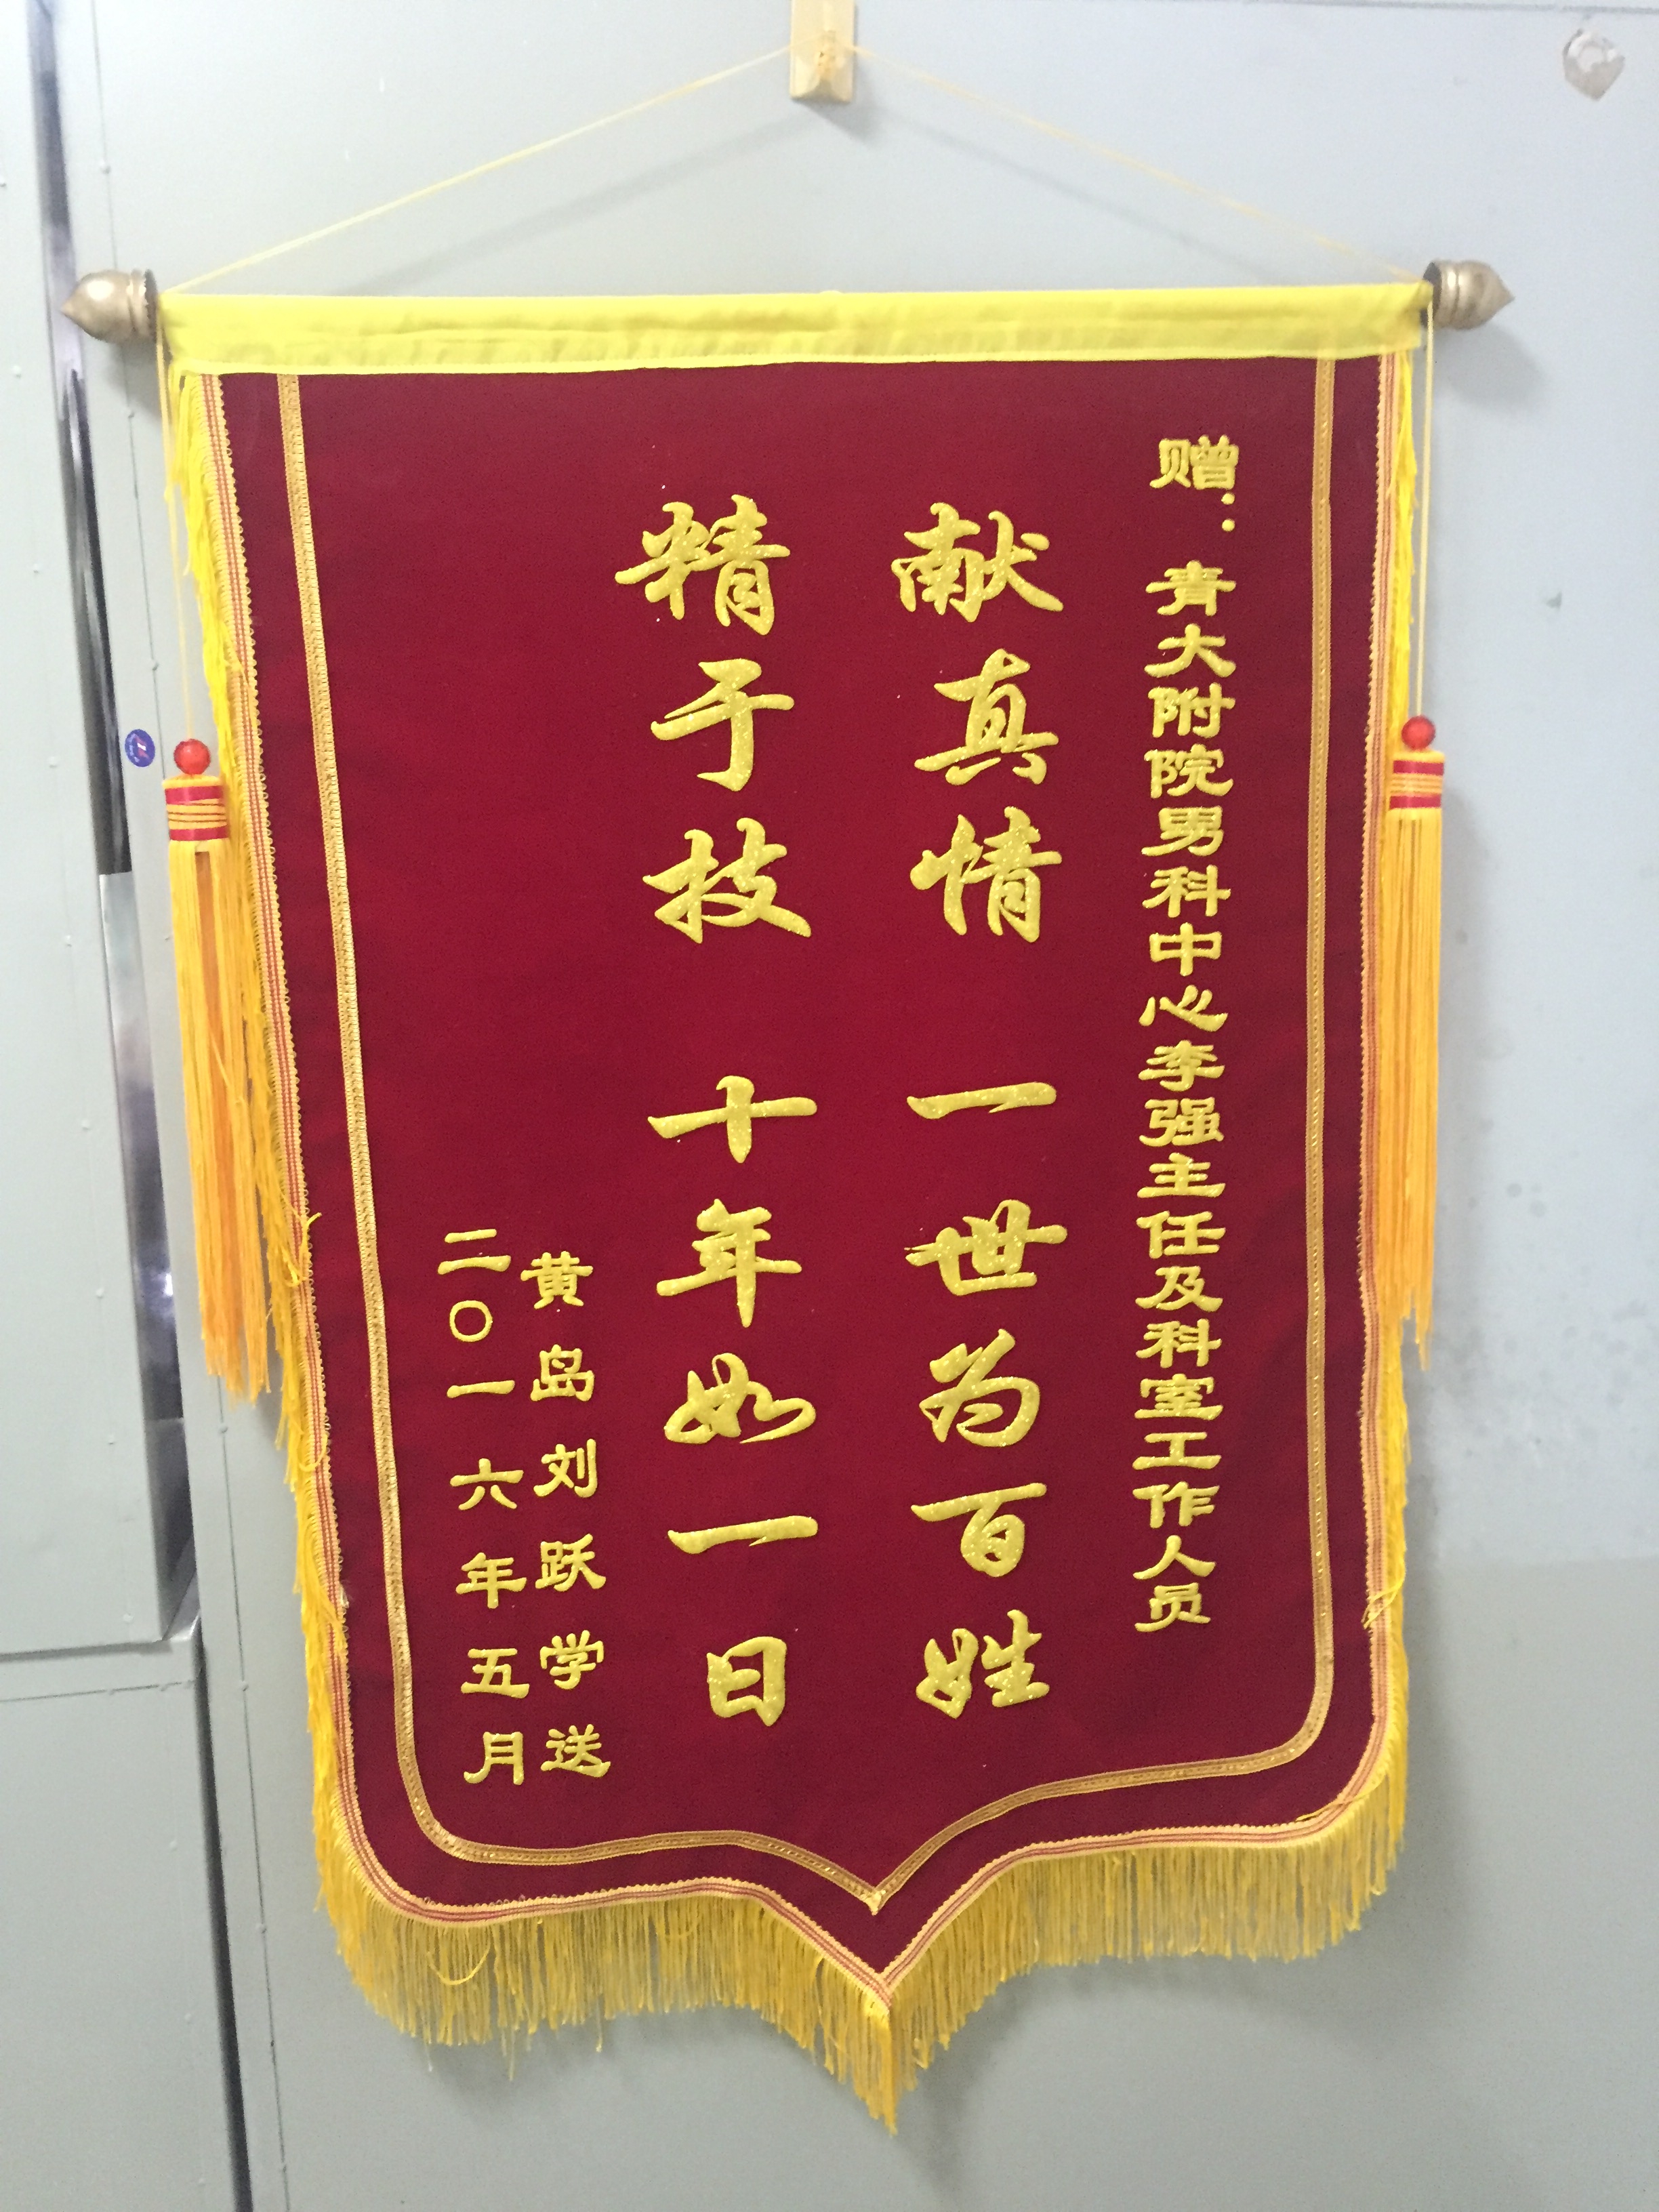 赠：青大附院男科中心李强主任及科室工作人员
献真情 一世为百姓
精于技 十年如一日
黄岛刘跃学送
二〇一六年五月